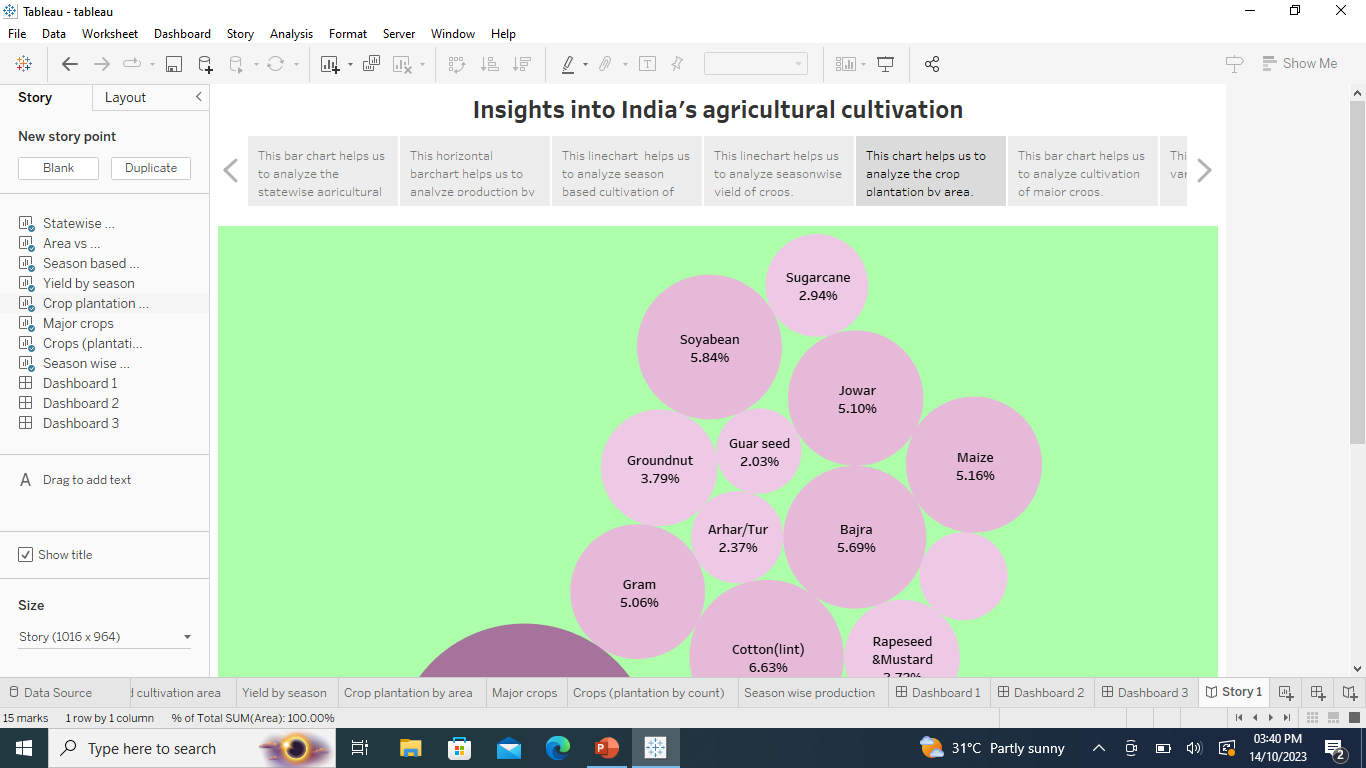 Tableau - tableau
File Data Worksheet Dashboard Story Analysis Format Server Window Help
Show Me
Story Layout
New story point
Blank Duplicate
Statewise ...
Area vs ...
Season based ...
Yield by season
Crop plantation ...
Major crops
Crops (plantati...
Season wise ...
Dashboard 1
Dashboard 2
Dashboard 3
A Drag to add text
Show title
Size
Story (1016 x 964)
Insights into India’s agricultural cultivation
This bar chart helps us
to analyze the
statewise agricultural
This horizontal
barchart helps us to
analyze production by
This linechart helps us
to analyze season
based cultivation of
This linechart helps us
to analyze seasonwise
yield of crops.
This chart helps us to
analyze the crop
plantation by area.
This bar chart helps us
to analyze cultivation
of major crops.
Thi
var
Sugarcane
2.94%
Soyabean
5.84%
Jowar
5.10%
Guar seed
2.03%
Groundnut
3.79%
Maize
5.16%
Arhar/Tur
2.37%
Bajra
5.69%
Gram
5.06%
Cotton(lint)
6.63%
Rapeseed
&Mustard
3.73%
Data Source d cultivation area Yield by season Crop plantation by area Major crops Crops (plantation by count) Season wise production Dashboard 1 Dashboard 2 Dashboard 3 Story 1
15 marks 1 row by 1 column % of Total SUM(Area): 100.00%
Type here to search
31°C Partly sunny
03:40 PM
14/10/2023
2